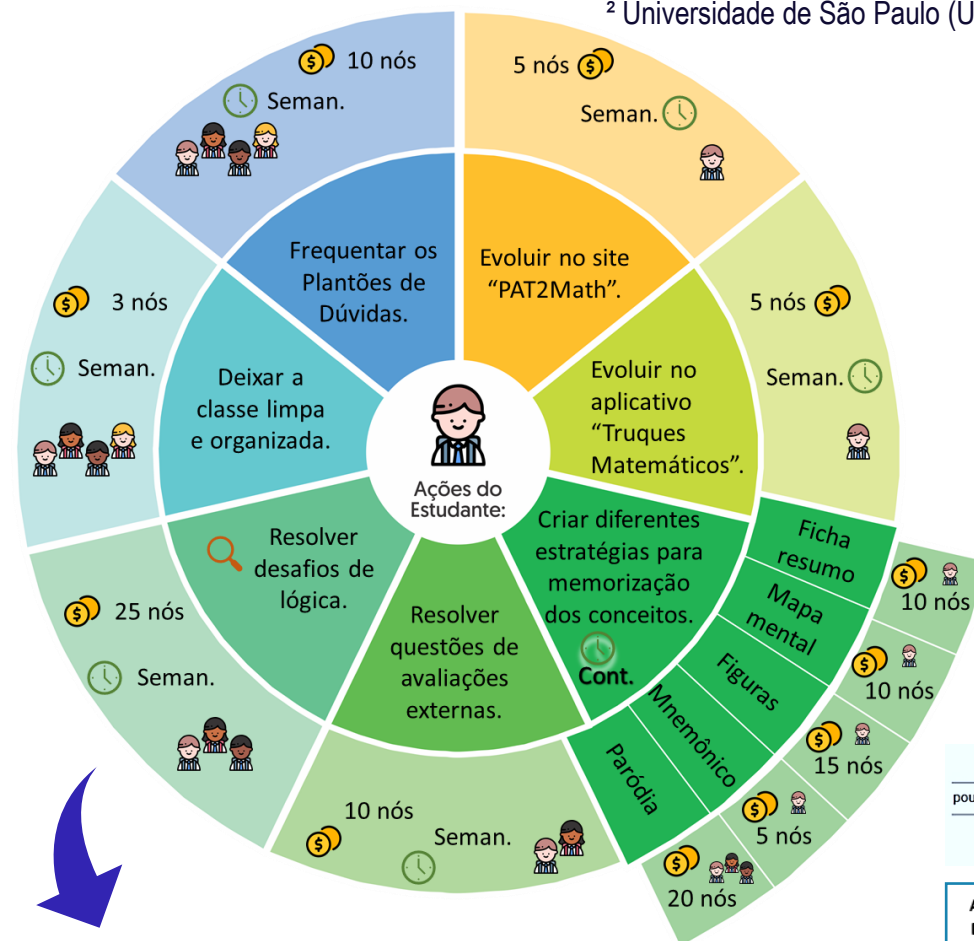 ² Universidade de São Paulo (U
10 nós
Seman.
5 nós
Seman.
Frequentar os
Plantões de
Dúvidas.
Evoluir no site
“PAT2Math”.
3 nós
Seman.
Deixar a
classe limpa
e organizada.
Evoluir no
aplicativo
“Truques
Matemáticos”.
5 nós
Seman.
Ações do
Estudante:
Resolver
desafios de
lógica.
25 nós
Seman.
Resolver
questões de
avaliações
externas.
10 nós
Seman.
Criar diferentes
estratégias para
memorização
dos conceitos.
Cont.
Ficha
resumo
10 nós
Mapa
mental
10 nós
Figuras
15 nós
Mnemônico
5 nós
Paródia
20 nós
pou